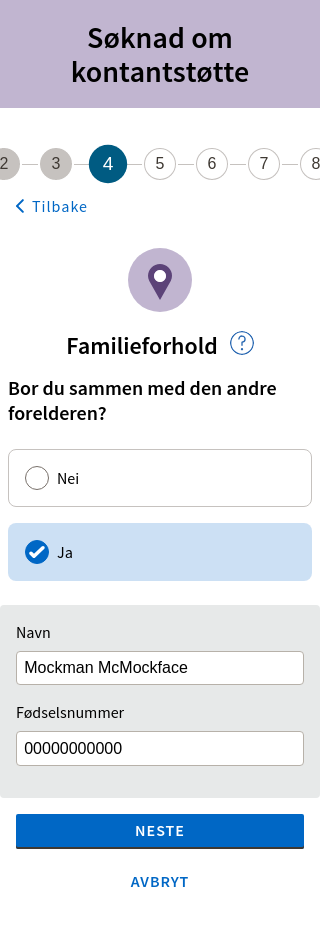 Søknad om
kontantstøtte
2 3 4 5 6 7 8
Tilbake
Familieforhold ?
Bor du sammen med den andre
forelderen?
Nei
Ja
Navn
Mockman McMockface
Fødselsnummer
00000000000
NESTE
AVBRYT